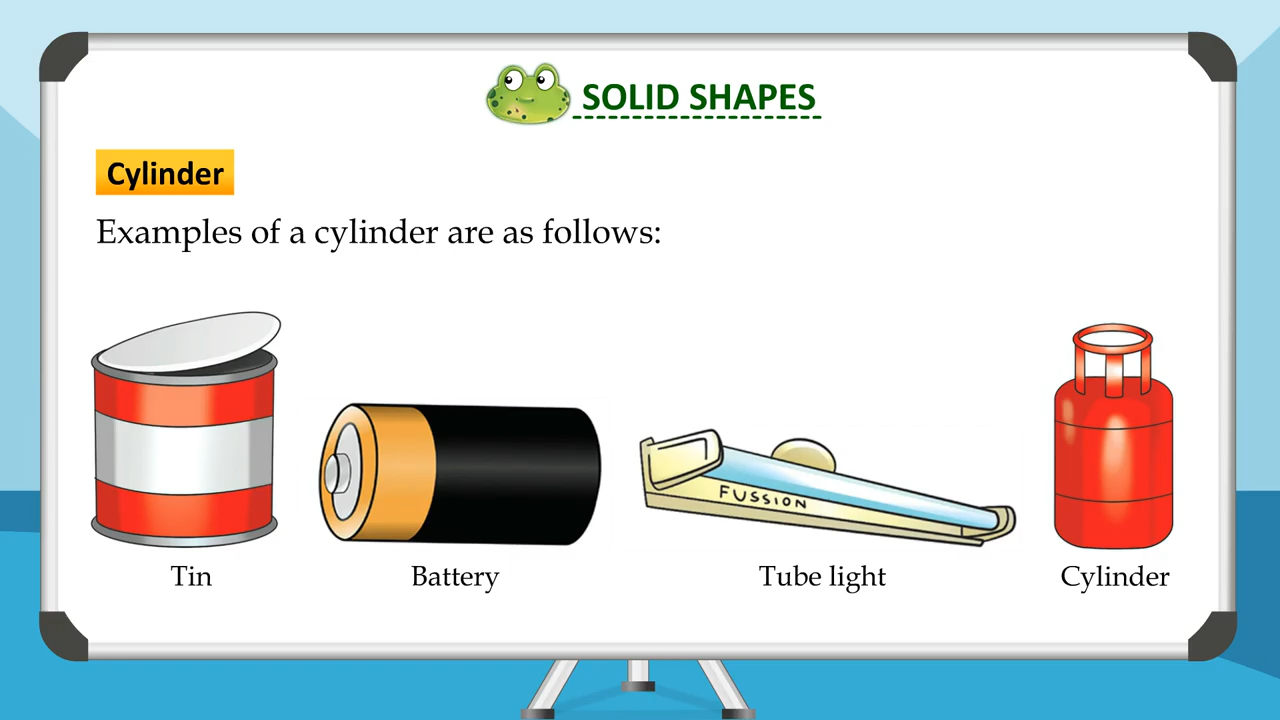 SOLID SHAPES
Cylinder
Examples of a cylinder are as follows:
FUSSION
Tin
Battery
Tube light
Cylinder